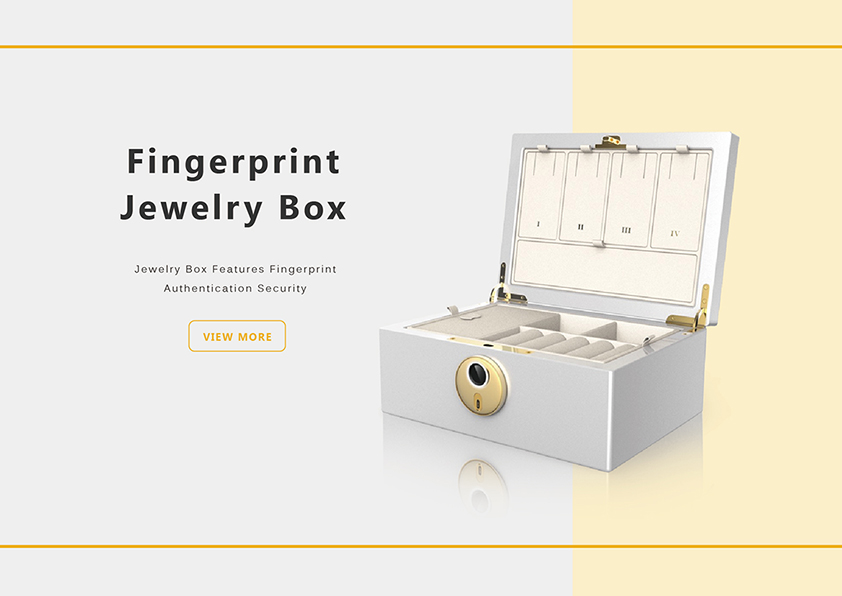 Fingerprint
Jewelry Box
Jewelry Box Features Fingerprint
Authentication Security
VIEW MORE
I II III IV